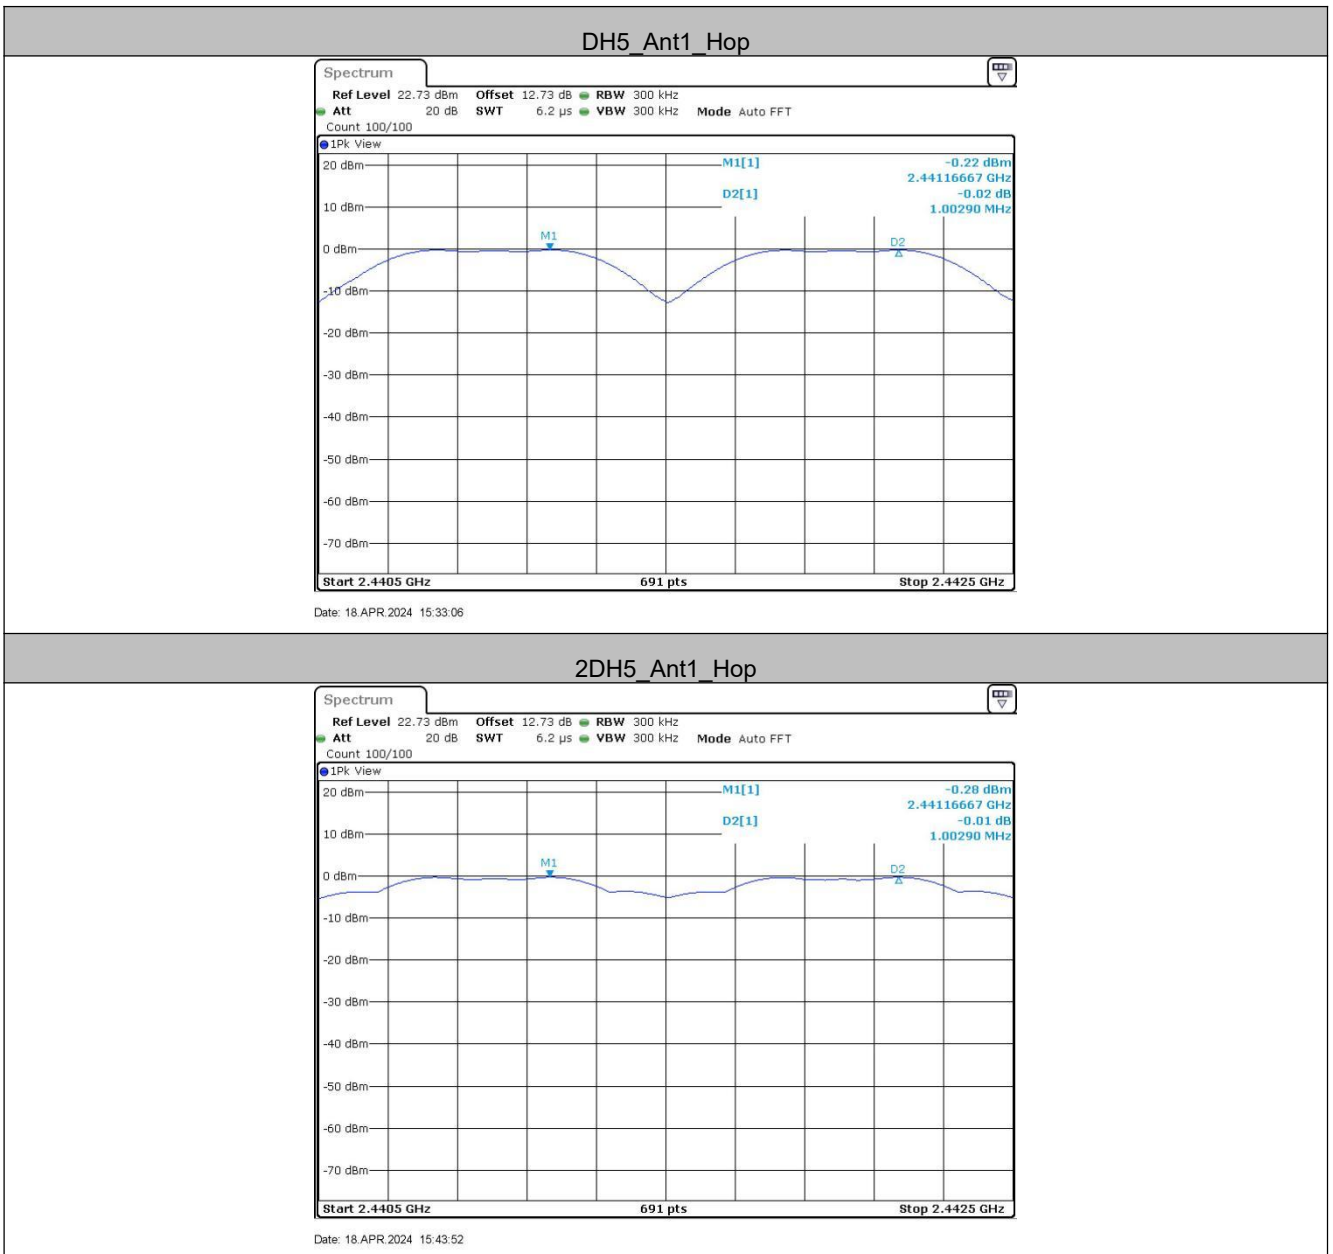 DH5_Ant1_Hop
Spectrum
Ref Level 22.73 dBm Offset 12.73 dB RBW 300 kHz
Att 20 dB SWT 6.2 µs VBW 300 kHz Mode Auto FFT
Count 100/100
1Pk View
20 dBm
M1[1] -0.22 dBm
2.44116667 GHz
D2[1] -0.02 dB
10 dBm
1.00290 MHz
M1
D2
0 dBm
-10 dBm
-20 dBm
-30 dBm
-40 dBm
-50 dBm
-60 dBm
-70 dBm
Start 2.4405 GHz 691 pts Stop 2.4425 GHz
Date: 18.APR.2024 15:33:06
2DH5_Ant1_Hop
Spectrum
Ref Level 22.73 dBm Offset 12.73 dB RBW 300 kHz
Att 20 dB SWT 6.2 µs VBW 300 kHz Mode Auto FFT
Count 100/100
1Pk View
20 dBm
M1[1] -0.28 dBm
2.44116667 GHz
D2[1] -0.01 dB
10 dBm
1.00290 MHz
M1
D2
0 dBm
-10 dBm
-20 dBm
-30 dBm
-40 dBm
-50 dBm
-60 dBm
-70 dBm
Start 2.4405 GHz 691 pts Stop 2.4425 GHz
Date: 18.APR.2024 15:43:52